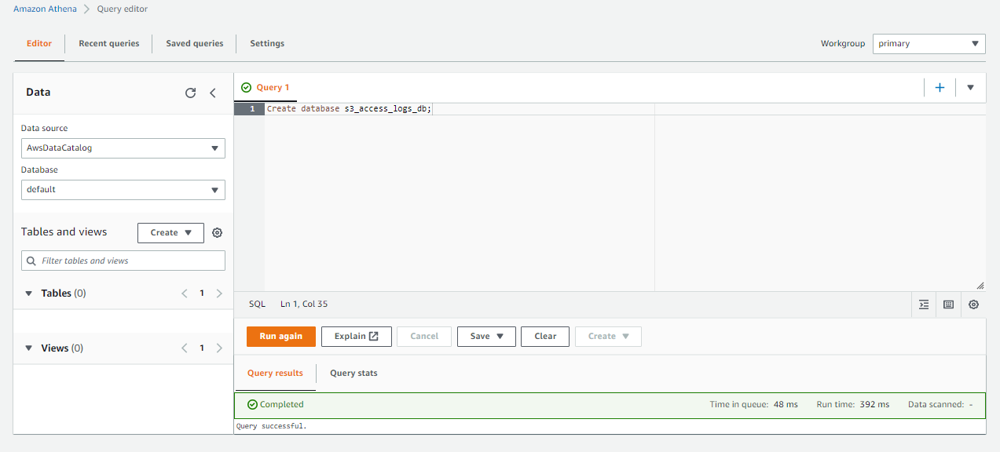 Amazon Athena > Query editor
Editor Recent queries Saved queries Settings Workgroup primary
Data
Data source
AwsDataCatalog
Database
default
Tables and views Create
Filter tables and views
Tables (0) 1
Views (0) 1
Query 1
1 Create database s3_access_logs_db;
SQL Ln 1, Col 35
Run again Explain Cancel Save Clear Create
Query results Query stats
Completed Time in queue: 48 ms Run time: 392 ms Data scanned: -
Query successful.